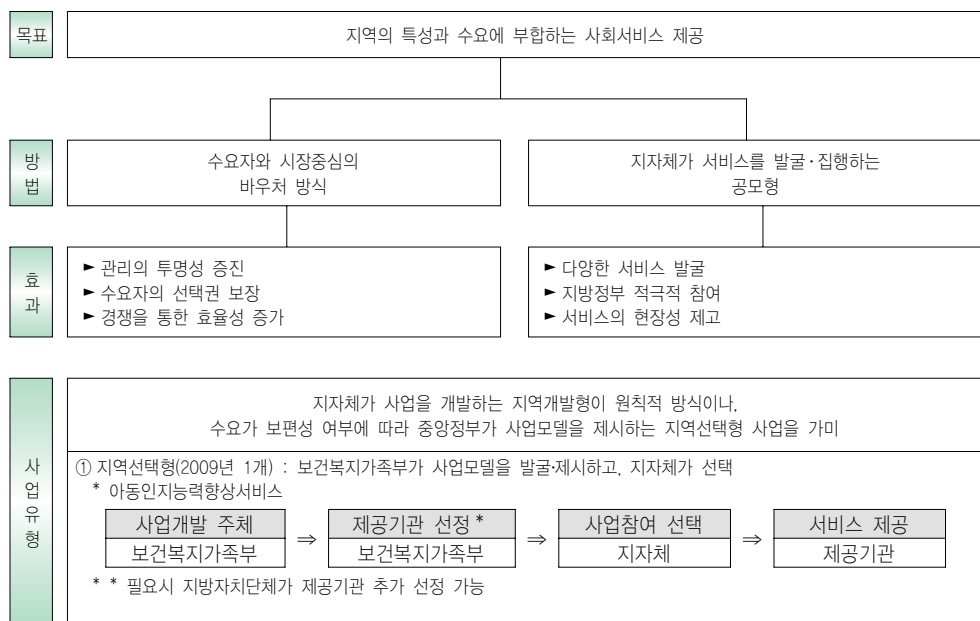 목표
지역의 특성과 수요에 부합하는 사회서비스 제공
방
법
수요자와 시장중심의
바우처 방식
지자체가 서비스를 발굴·집행하는
공모형
효
과
► 관리의 투명성 증진
► 수요자의 선택권 보장
► 경쟁을 통한 효율성 증가
► 다양한 서비스 발굴
► 지방정부 적극적 참여
► 서비스의 현장성 제고
사
업
유
형
지자체가 사업을 개발하는 지역개발형이 원칙적 방식이나,
수요가 보편성 여부에 따라 중앙정부가 사업모델을 제시하는 지역선택형 사업을 가미
① 지역선택형(2009년 1개) : 보건복지가족부가 사업모델을 발굴·제시하고, 지자체가 선택
* 아동인지능력향상서비스
사업개발 주체 ⇒ 제공기관 선정 * ⇒ 사업참여 선택 ⇒ 서비스 제공
보건복지가족부 보건복지가족부 지자체 제공기관
* * 필요시 지방자치단체가 제공기관 추가 선정 가능